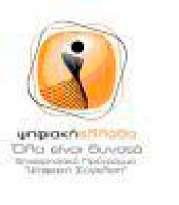 ψηφιακήελλάδα
Όλα είναι δυνατά
Επιχειρησιακό Πρόγραμμα
"Ψηφιακή Σύγκλιση"